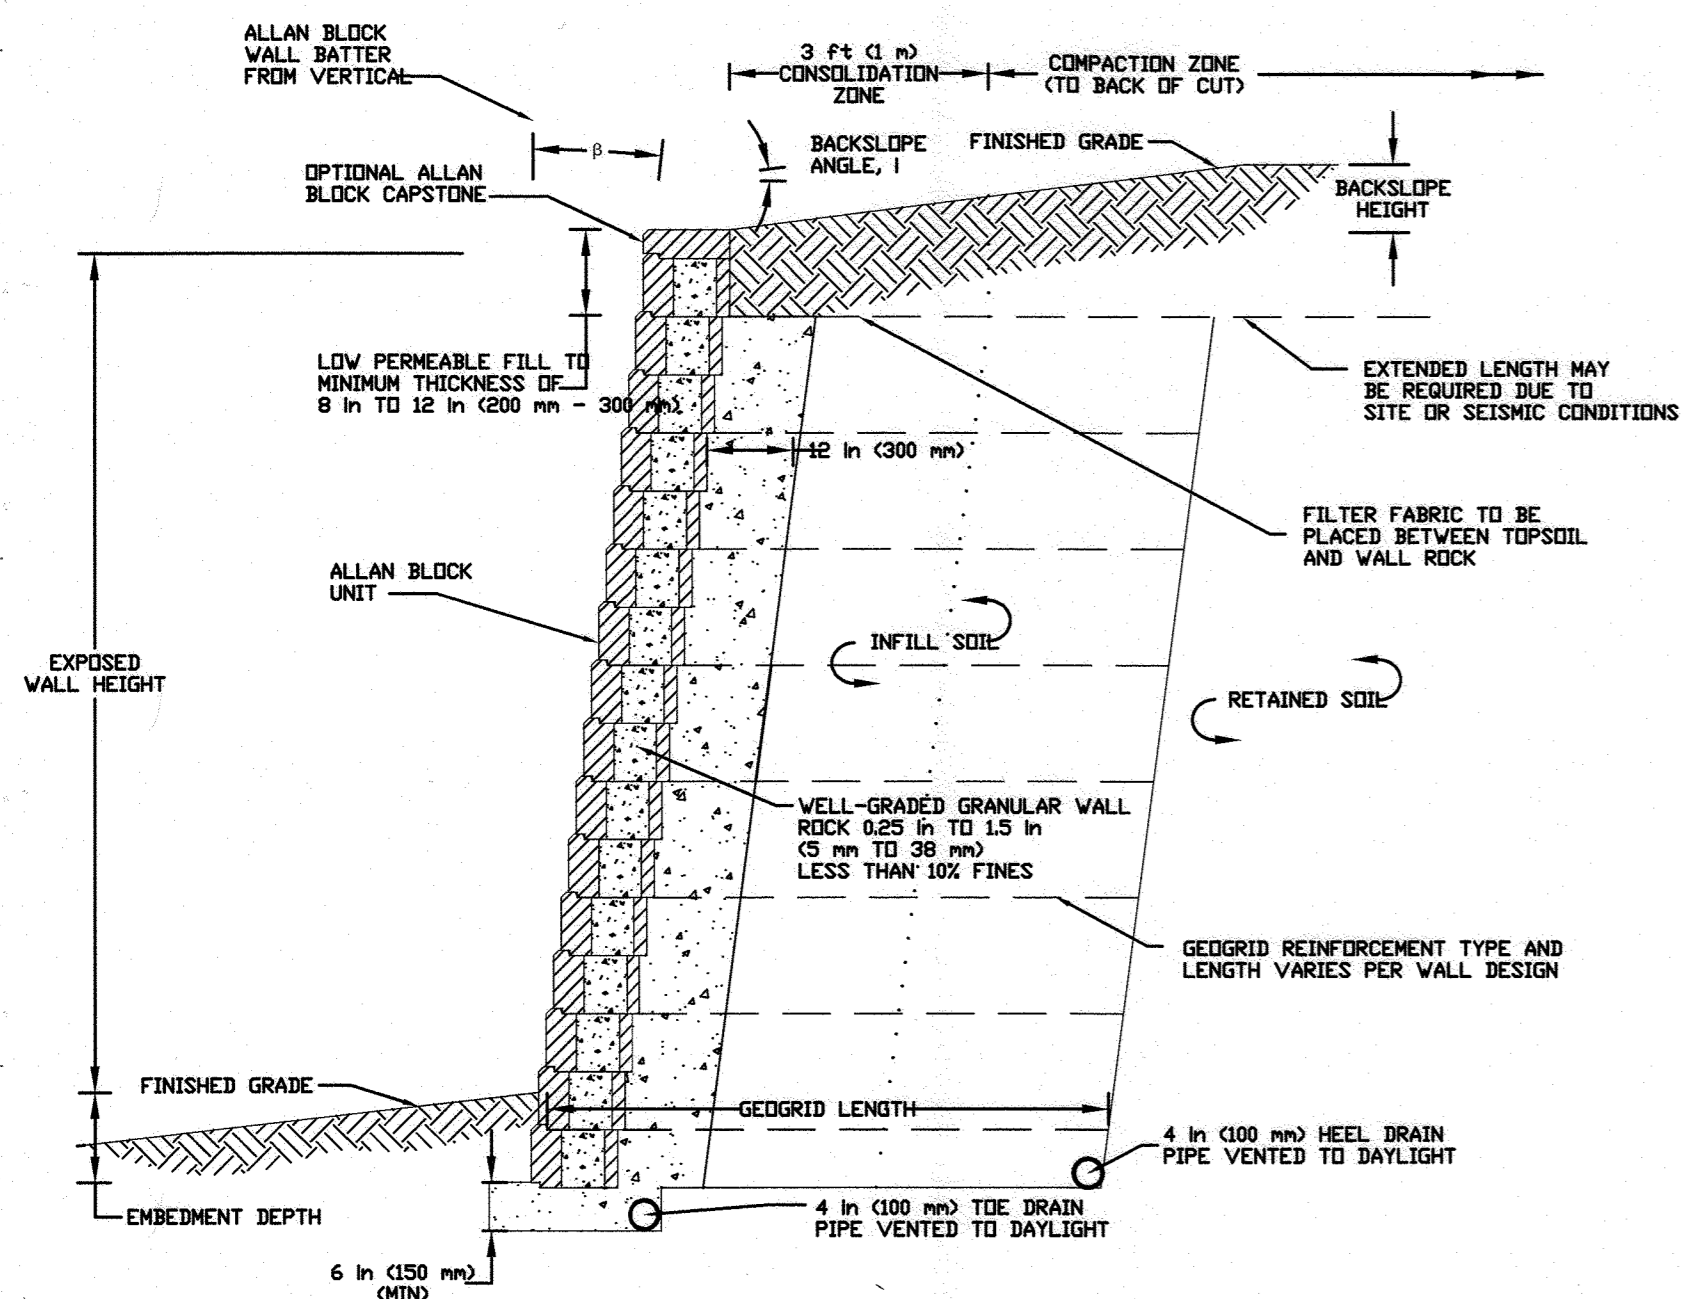 ALLAN BLOCK
WALL BATTER
FROM VERTICAL
3 ft (1 m)
CONSOLIDATION
ZONE
COMPACTION ZONE
(TO BACK OF CUT)
β
BACKSLOPE
ANGLE, I
FINISHED GRADE
OPTIONAL ALLAN
BLOCK CAPSTONE
BACKSLOPE
HEIGHT
LOW PERMEABLE FILL TO
MINIMUM THICKNESS OF
8 in TO 12 in (200 mm - 300 mm)
EXTENDED LENGTH MAY
BE REQUIRED DUE TO
SITE OR SEISMIC CONDITIONS
12 in (300 mm)
FILTER FABRIC TO BE
PLACED BETWEEN TOPSOIL
AND WALL ROCK
ALLAN BLOCK
UNIT
INFILL SOIL
EXPOSED
WALL HEIGHT
RETAINED SOIL
WELL-GRADED GRANULAR WALL
ROCK 0.25 in TO 1.5 in
(5 mm TO 38 mm)
LESS THAN 10% FINES
GEOGRID REINFORCEMENT TYPE AND
LENGTH VARIES PER WALL DESIGN
FINISHED GRADE
GEOGRID LENGTH
4 in (100 mm) HEEL DRAIN
PIPE VENTED TO DAYLIGHT
EMBEDMENT DEPTH
4 in (100 mm) TOE DRAIN
PIPE VENTED TO DAYLIGHT
6 in (150 mm)
(MIN)